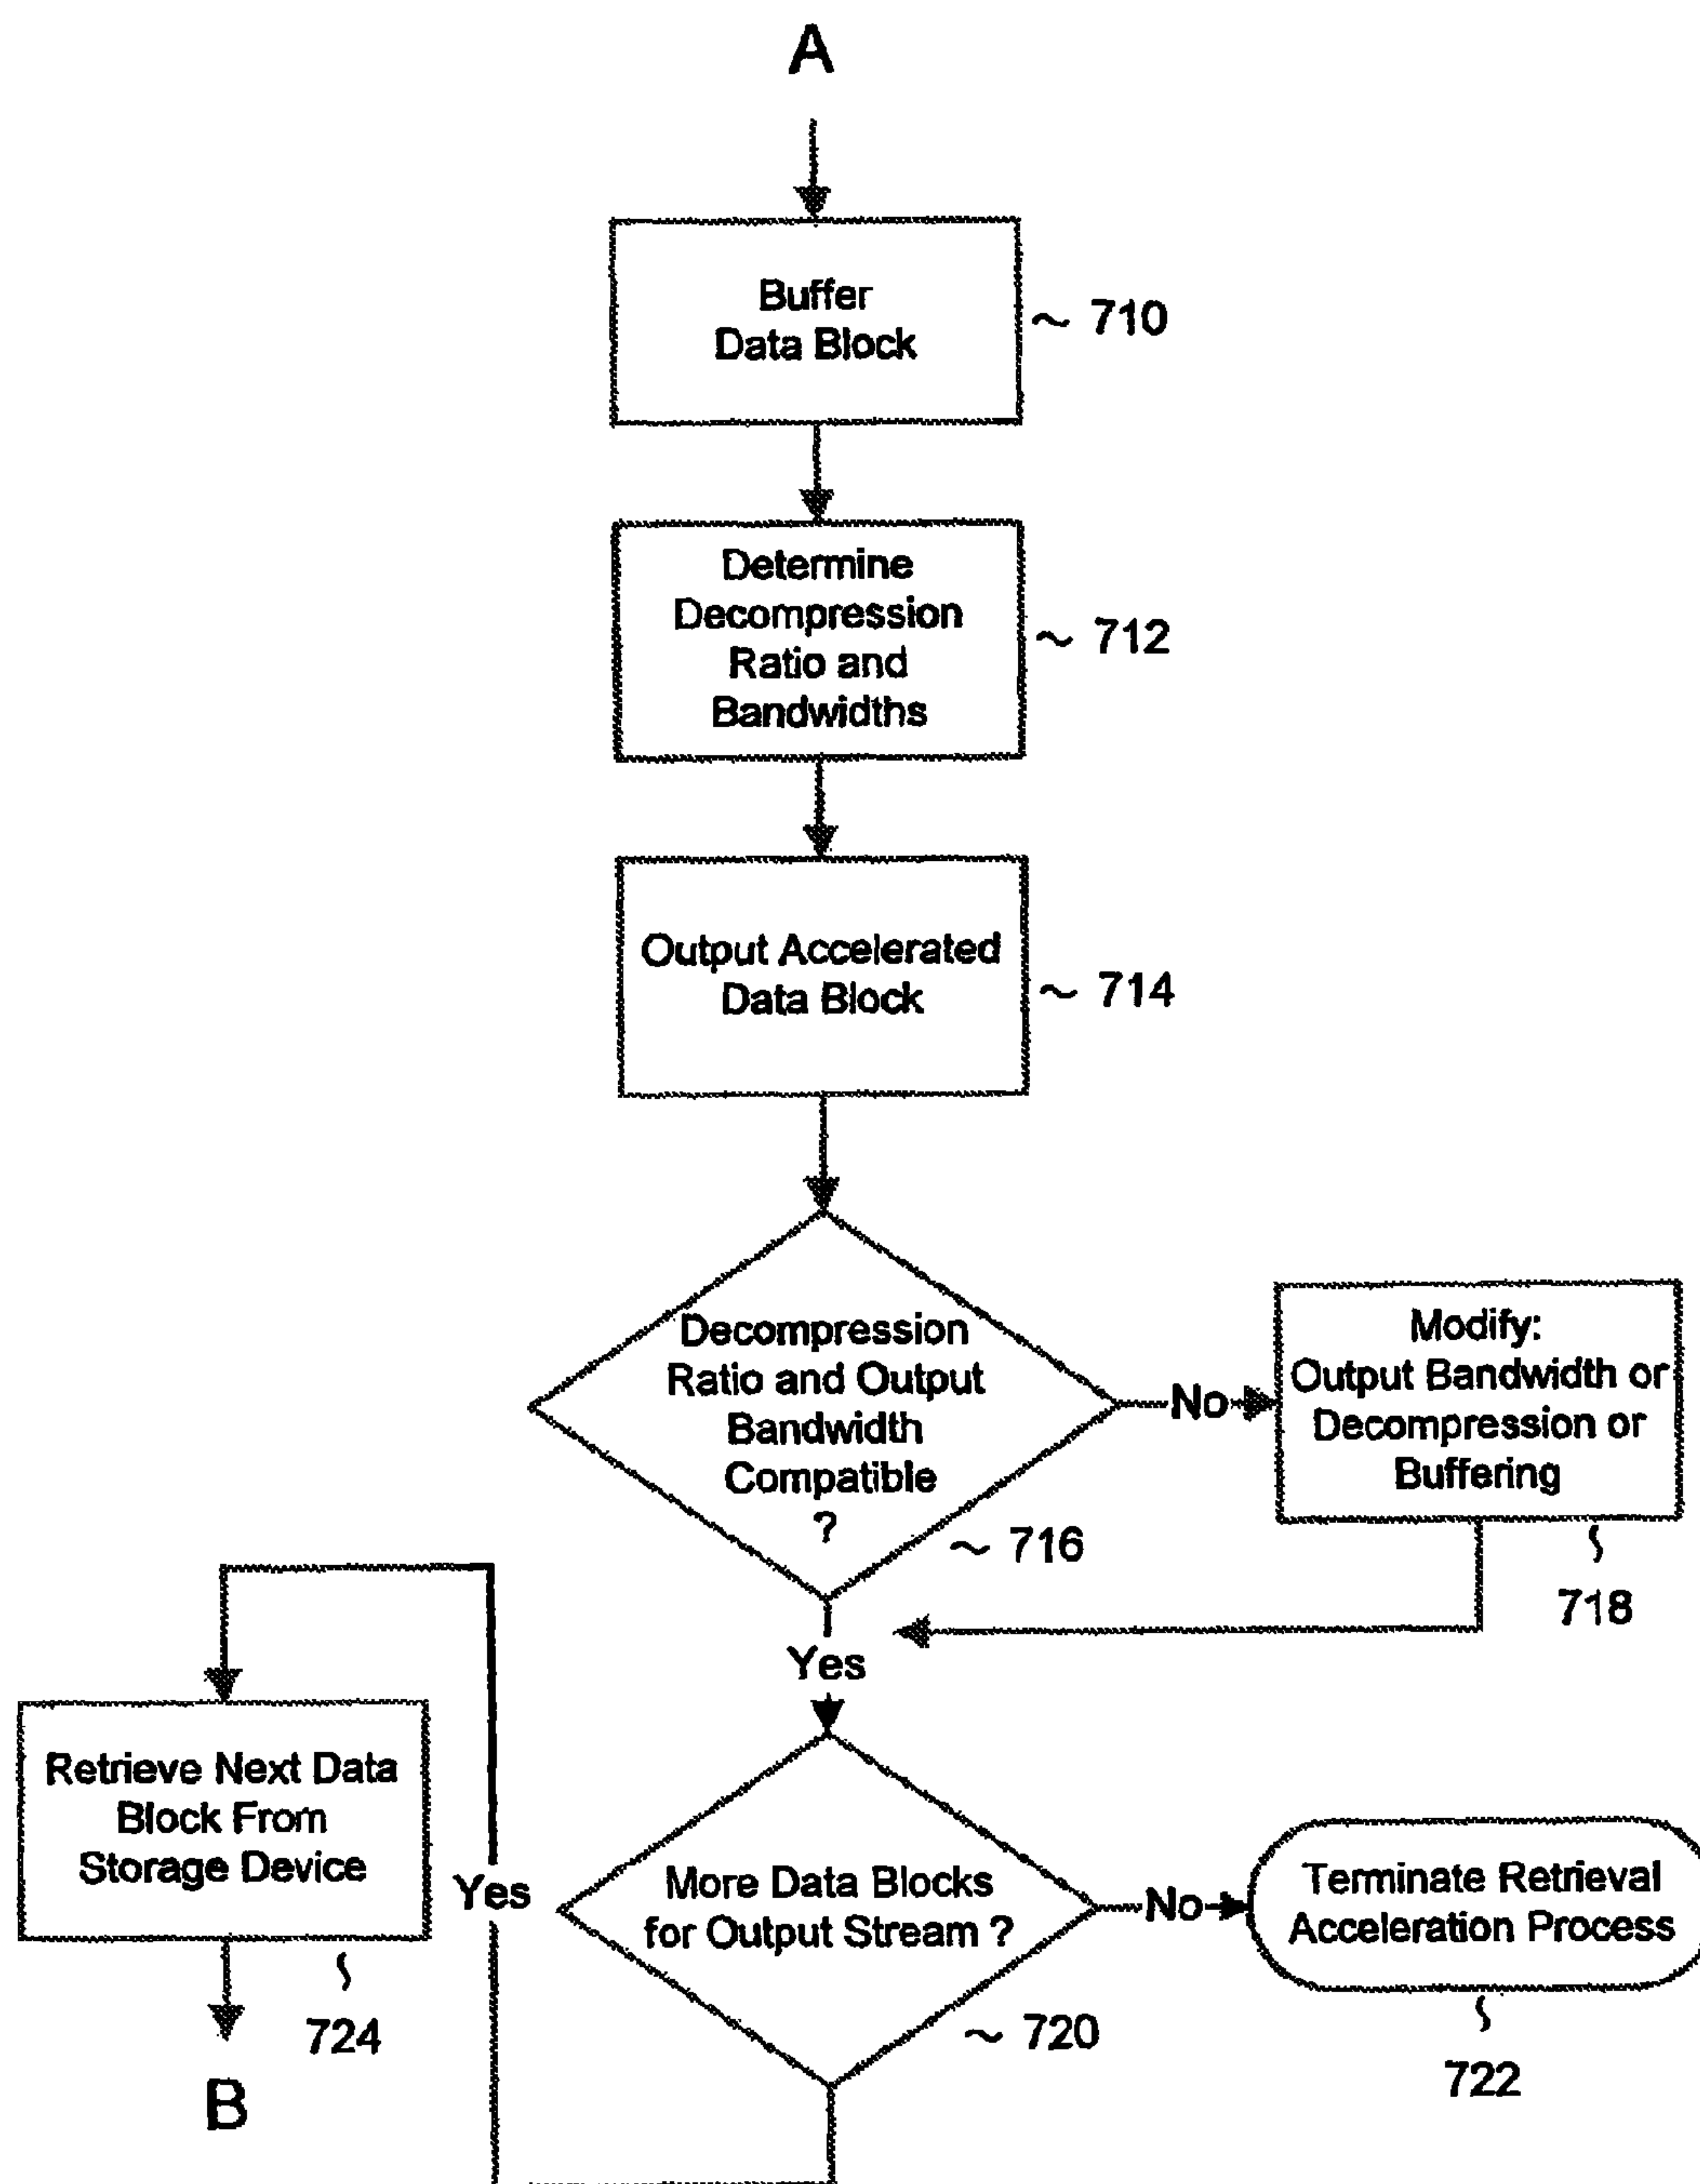 A
Buffer
Data Block
~ 710
Determine
Decompression
Ratio and
Bandwidths
~ 712
Output Accelerated
Data Block
~ 714
Decompression
Ratio and Output
Bandwidth
Compatible
?
~ 716
No
Modify:
Output Bandwidth or
Decompression or
Buffering
718
Yes
Retrieve Next Data
Block From
Storage Device
724
B
Yes
More Data Blocks
for Output Stream ?
~ 720
No
Terminate Retrieval
Acceleration Process
722